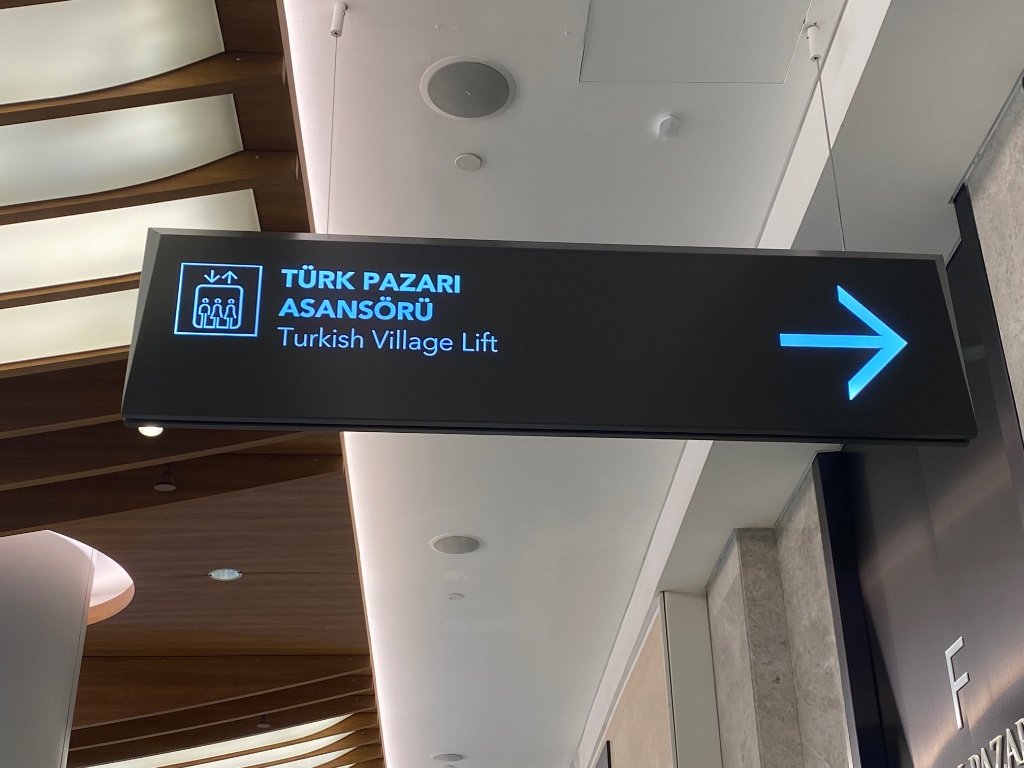 TÜRK PAZARI
ASANSÖRÜ
Turkish Village Lift
F